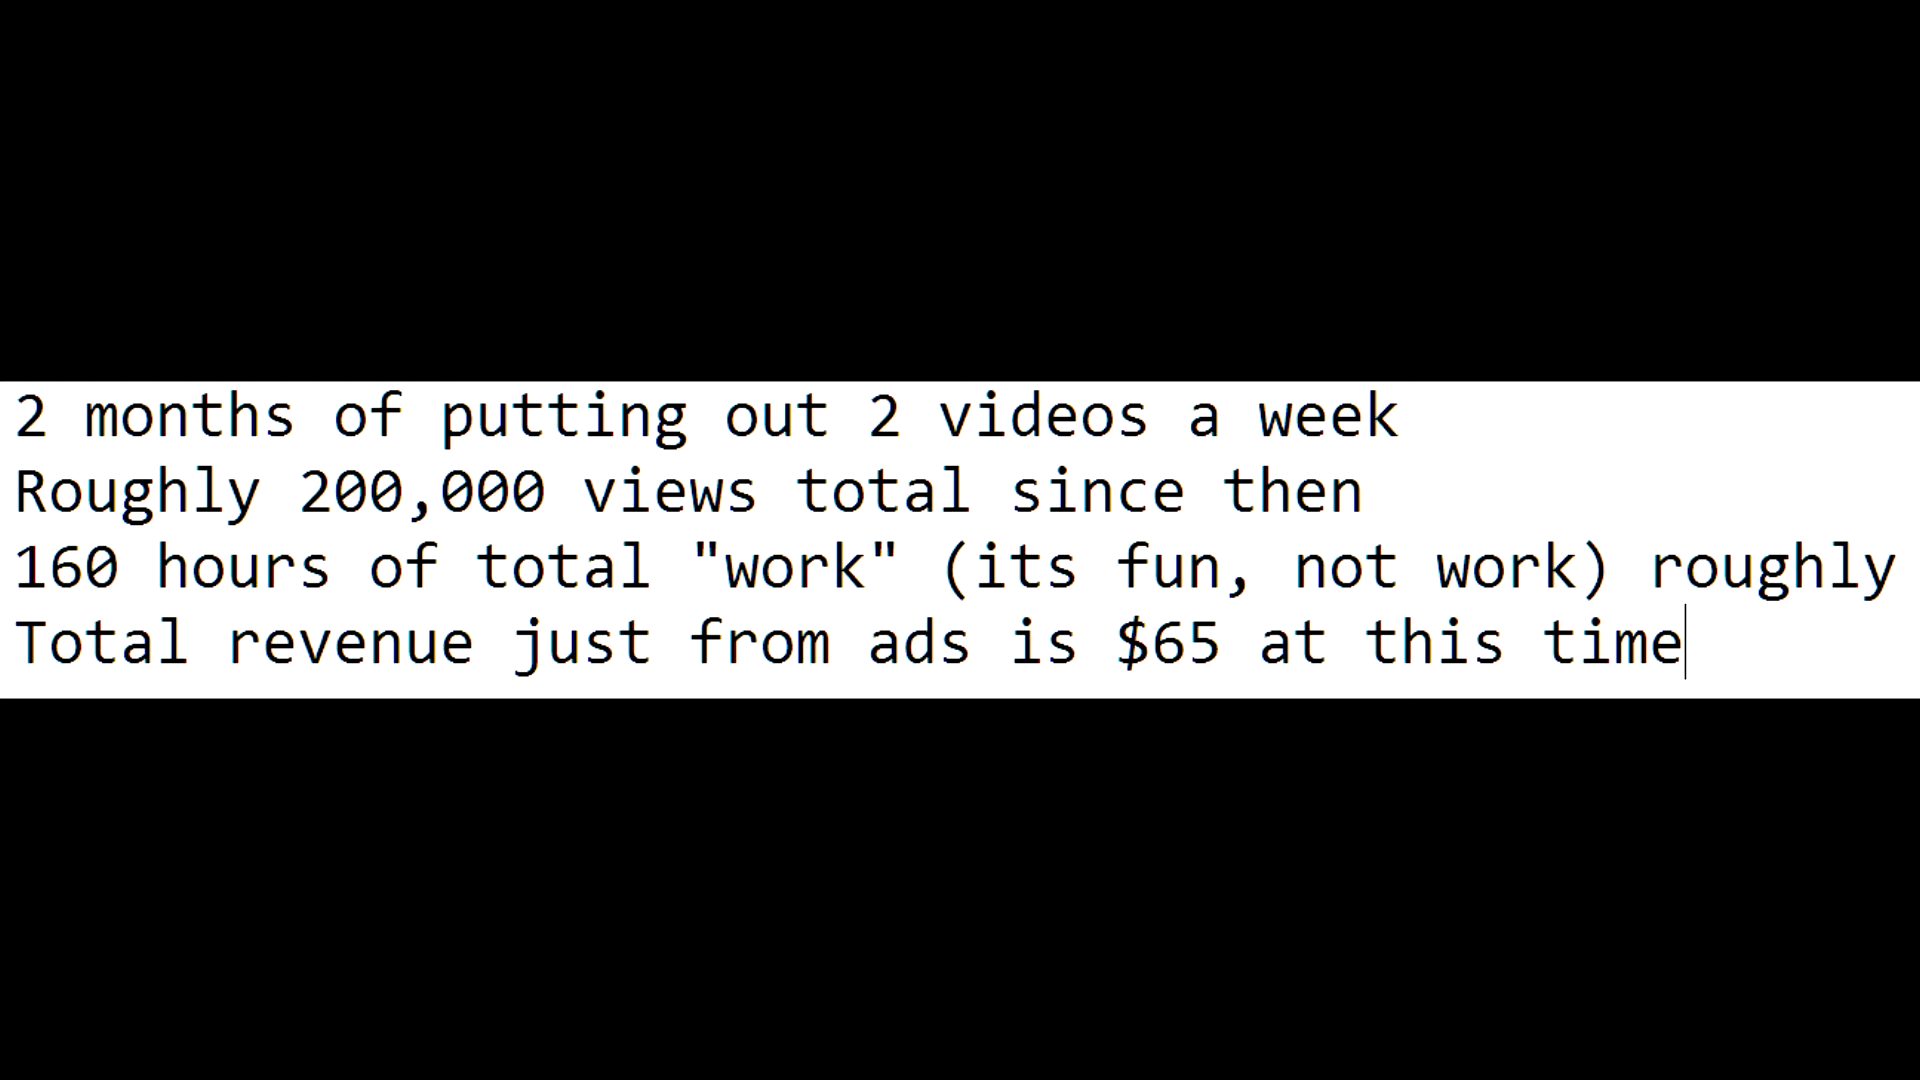 2 months of putting out 2 videos a week
Roughly 200,000 views total since then
160 hours of total "work" (its fun, not work) roughly
Total revenue just from ads is $65 at this time